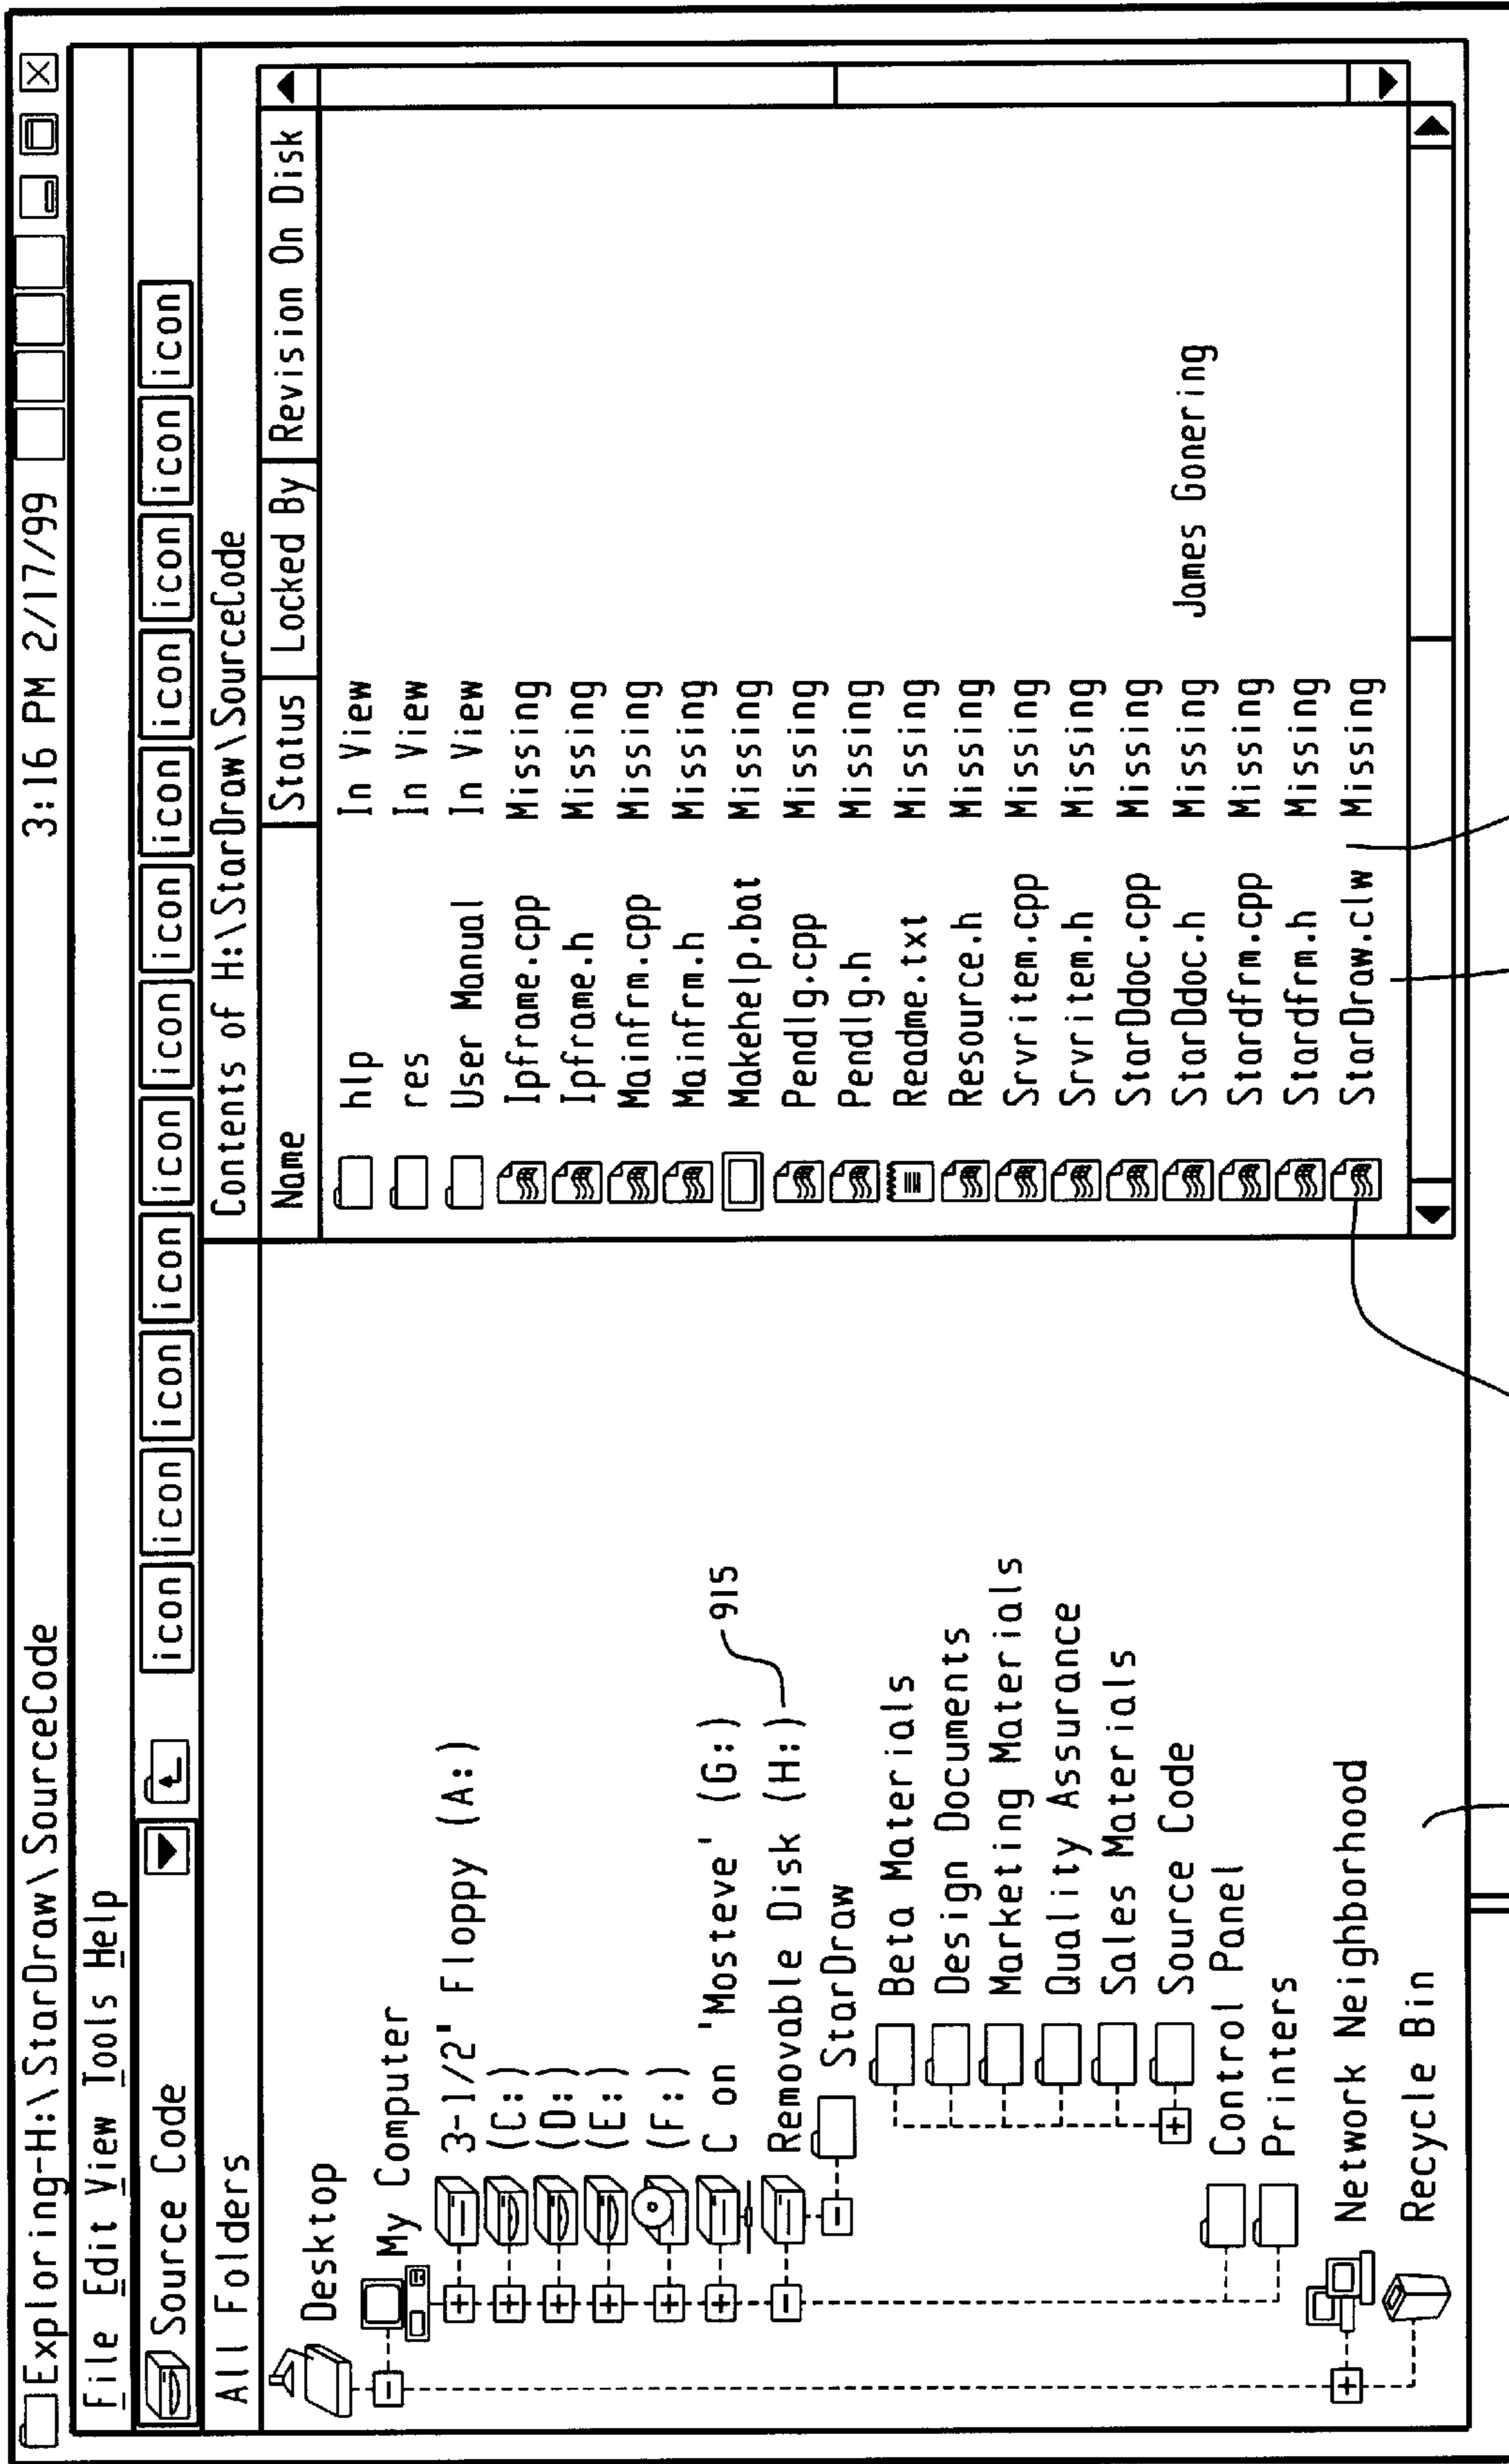 Exploring-H:\StarDraw\SourceCode 3:16 PM 2/17/99
File Edit View Tools Help
Source Code icon icon icon icon icon icon icon icon icon icon icon icon
All Folders
Desktop
My Computer
3-1/2" Floppy (A:)
(C:)
(D:)
(E:)
(F:)
C on 'Mosteve' (G:)
Removable Disk (H:) 915
StarDraw
Beta Materials
Design Documents
Marketing Materials
Quality Assurance
Sales Materials
Source Code
Control Panel
Printers
Network Neighborhood
Recycle Bin
Contents of H:\StarDraw\SourceCode
Name Status Locked By Revision On Disk
hlp In View
res In View
User Manual In View
Ipframe.cpp Missing
Ipframe.h Missing
Mainfrm.cpp Missing
Mainfrm.h Missing
Makehelp.bat Missing
Pendlg.cpp Missing
Pendlg.h Missing
Readme.txt Missing
Resource.h Missing
Srvritem.cpp Missing
Srvritem.h Missing
StarDdoc.cpp Missing
StarDdoc.h Missing James Gonering
Stardfrm.cpp Missing
Stardfrm.h Missing
StarDraw.clw Missing